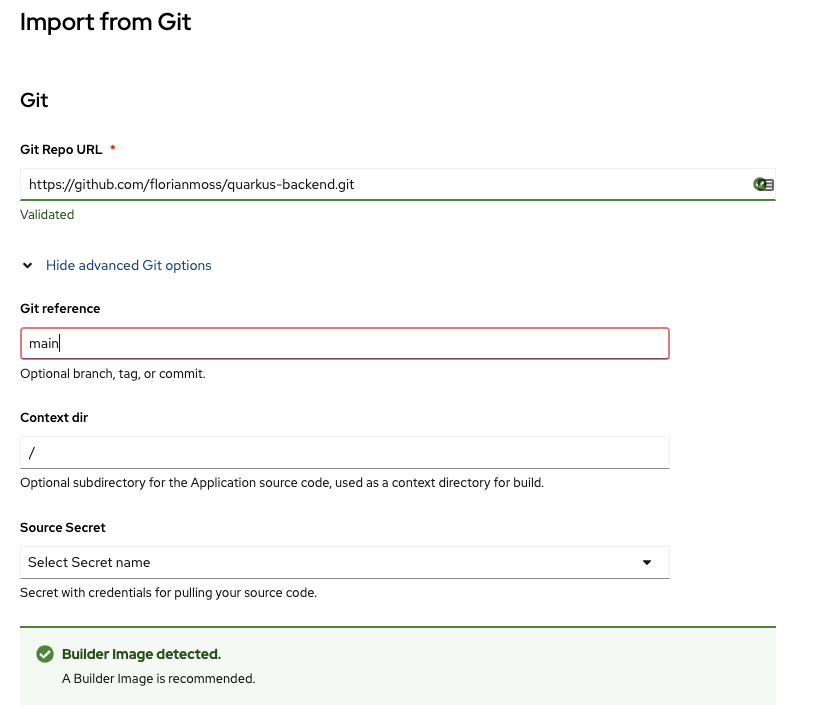 Import from Git
Git
Git Repo URL *
https://github.com/florianmoss/quarkus-backend.git
Validated
Hide advanced Git options
Git reference
main
Optional branch, tag, or commit.
Context dir
/
Optional subdirectory for the Application source code, used as a context directory for build.
Source Secret
Select Secret name
Secret with credentials for pulling your source code.
Builder Image detected.
A Builder Image is recommended.